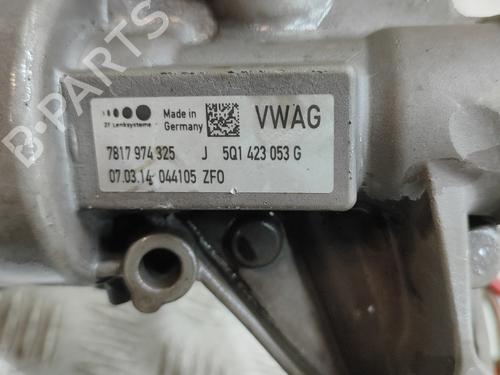 B-PARTS
ZF Lenksysteme
Made in
Germany
VWAG
7817 974 325 J 5Q1 423 053 G
07.03.14 044105 ZFO